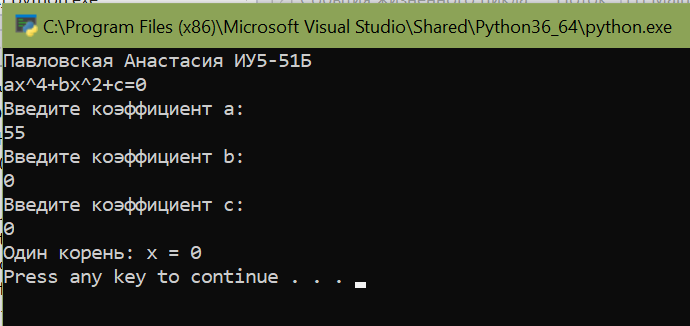 C:\Program Files (x86)\Microsoft Visual Studio\Shared\Python36_64\python.exe
Павловская Анастасия ИУ5-51Б
ax^4+bx^2+c=0
Введите коэффициент a:
55
Введите коэффициент b:
0
Введите коэффициент c:
0
Один корень: x = 0
Press any key to continue . . .